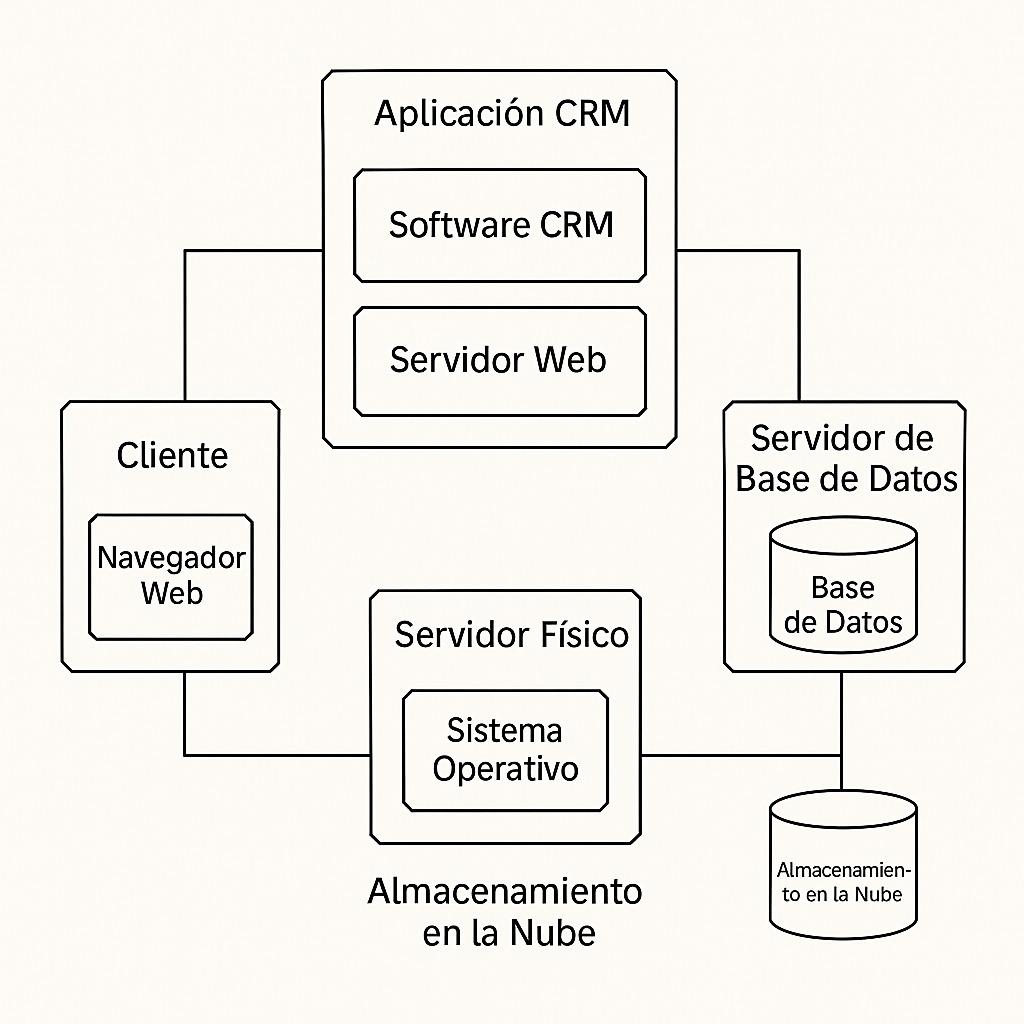 Aplicación CRM
Software CRM
Servidor Web
Cliente
Navegador
Web
Servidor de
Base de Datos
Base
de Datos
Servidor Físico
Sistema
Operativo
Almacenamiento
en la Nube
Almacenamien-
to en la Nube